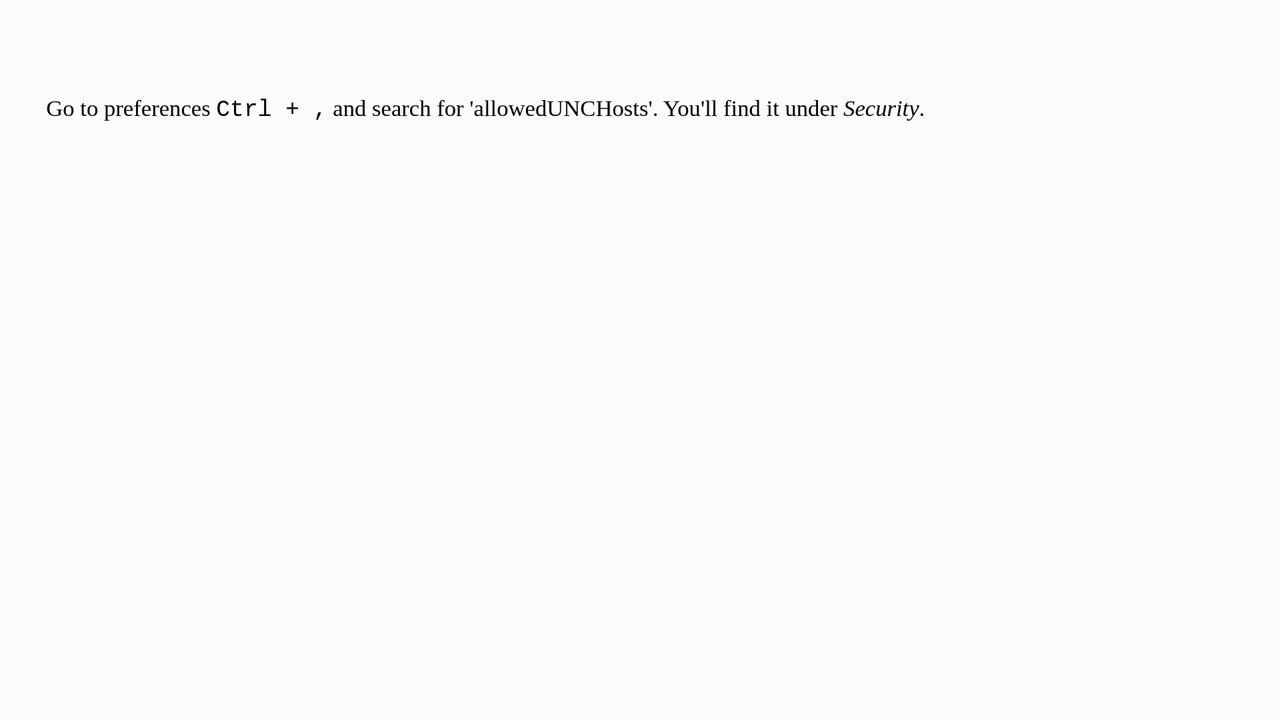 Go to preferences Ctrl + , and search for 'allowedUNCHosts'. You'll find it under Security.